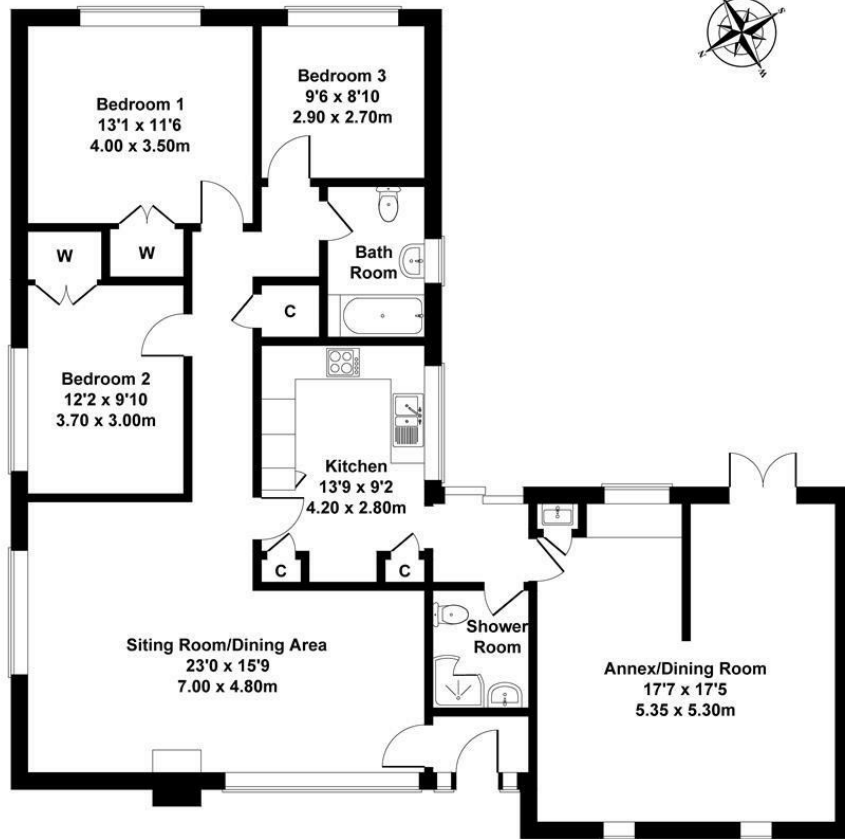 Bedroom 1
13'1 x 11'6
4.00 x 3.50m
Bedroom 3
9'6 x 8'10
2.90 x 2.70m
S
N
W
W
W
Bath
Room
C
Bedroom 2
12'2 x 9'10
3.70 x 3.00m
Kitchen
13'9 x 9'2
4.20 x 2.80m
C
C
Siting Room/Dining Area
23'0 x 15'9
7.00 x 4.80m
Shower
Room
Annex/Dining Room
17'7 x 17'5
5.35 x 5.30m